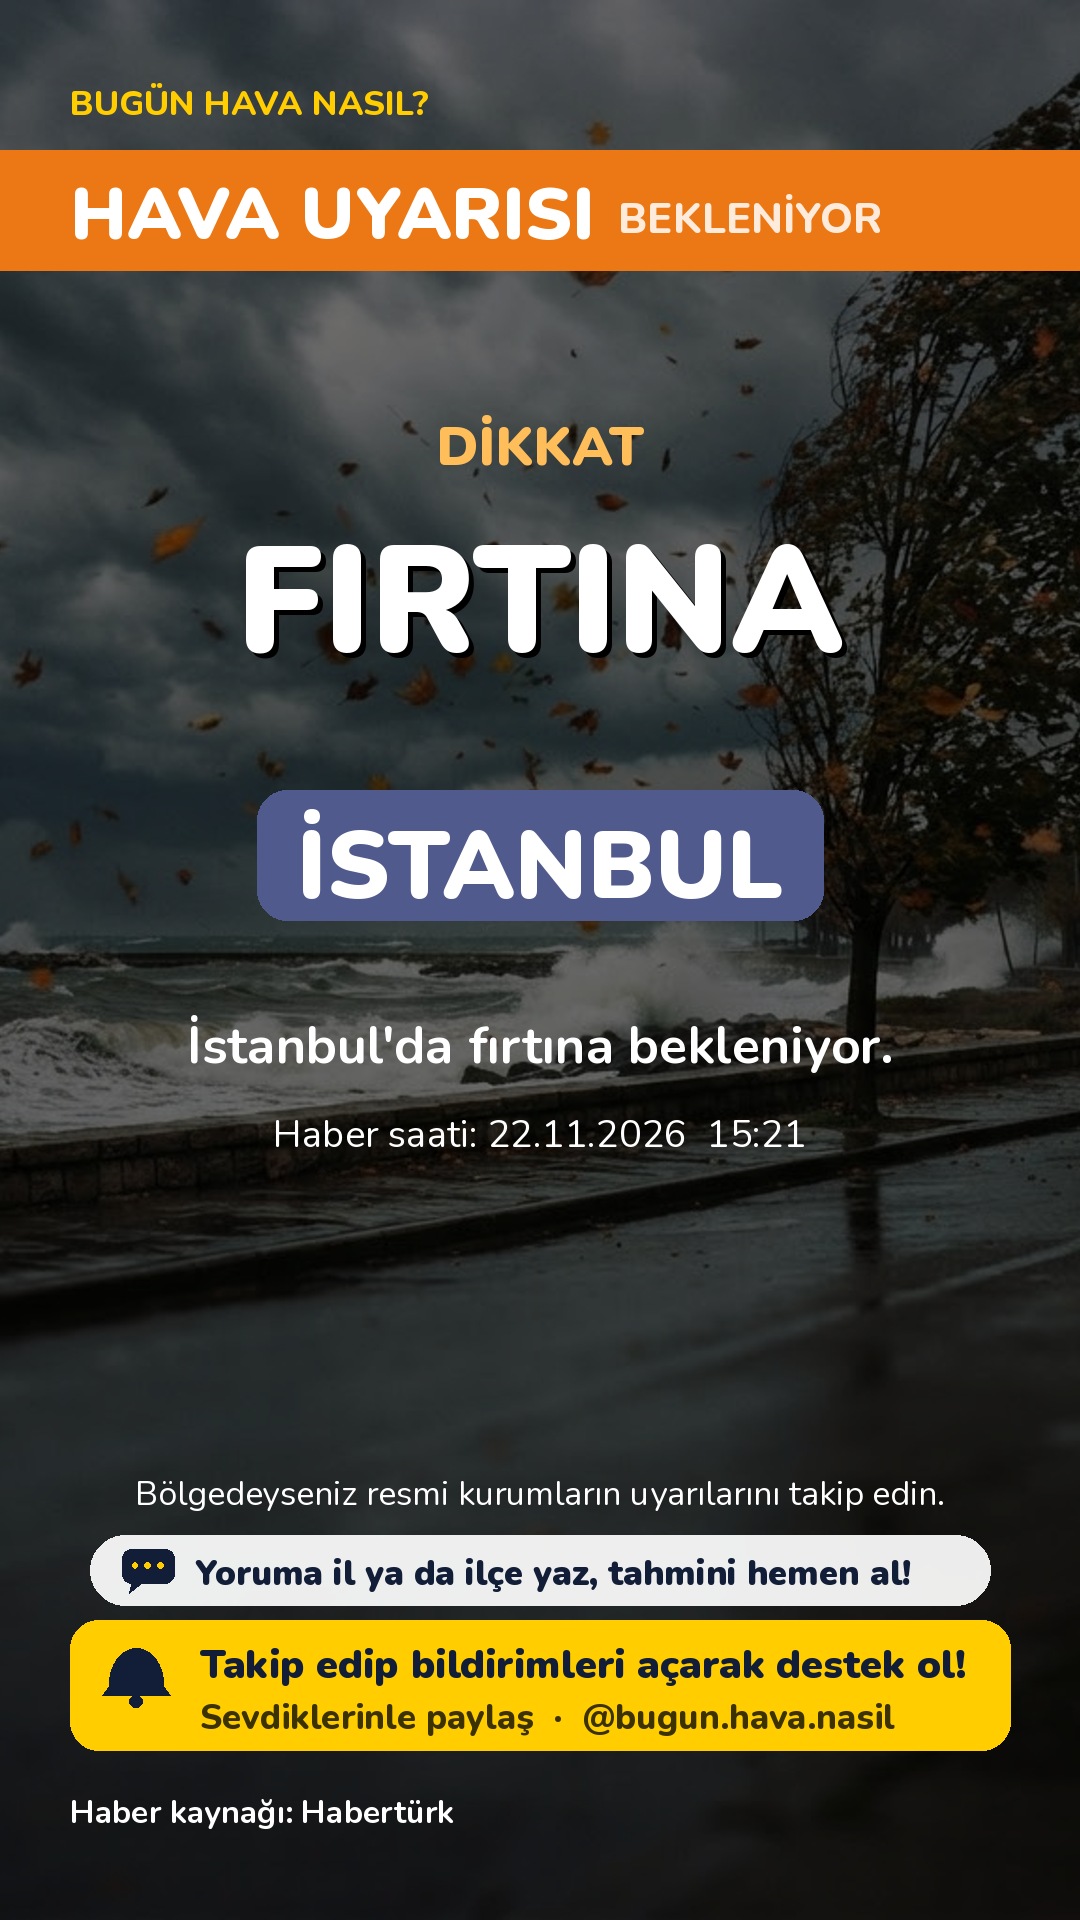 BUGÜN HAVA NASIL?
HAVA UYARISI BEKLENİYOR
DİKKAT
FIRTINA
İSTANBUL
İstanbul'da fırtına bekleniyor.
Haber saati: 22.11.2026 15:21
Bölgedeyseniz resmi kurumların uyarılarını takip edin.
Yoruma il ya da ilçe yaz, tahmini hemen al!
Takip edip bildirimleri açarak destek ol!
Sevdiklerinle paylaş · @bugun.hava.nasil
Haber kaynağı: Habertürk